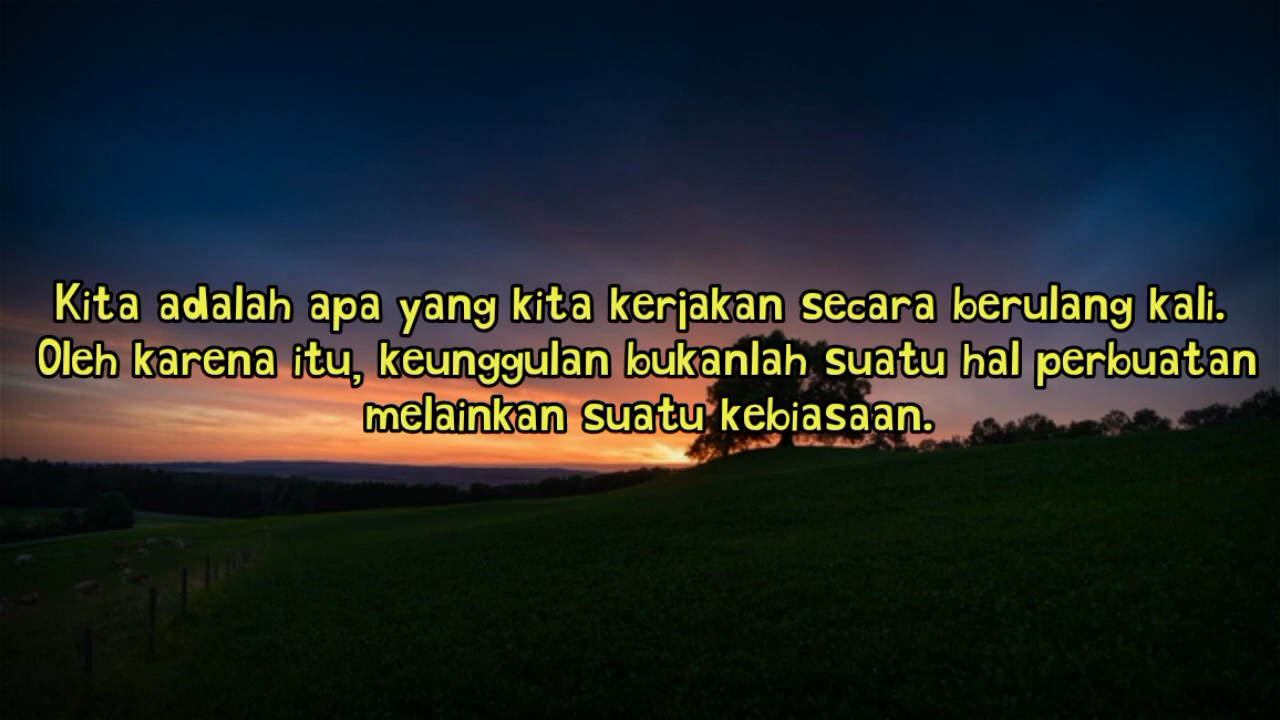 Kita adalah apa yang kita kerjakan secara berulang kali.
Oleh karena itu, keunggulan bukanlah suatu hal perbuatan
melainkan suatu kebiasaan.